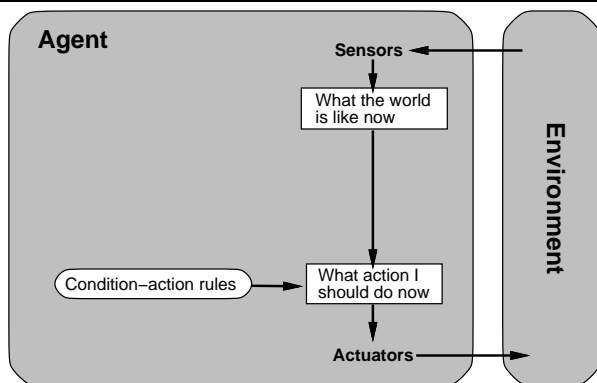 Agent
Sensors
What the world
is like now
Environment
Condition−action rules
What action I
should do now
Actuators